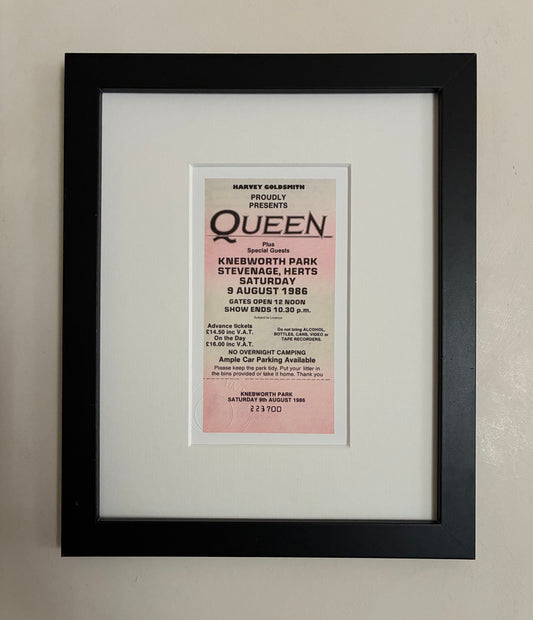 HARVEY GOLDSMITH
PROUDLY
PRESENTS
QUEEN
Plus
Special Guests
KNEBWORTH PARK
STEVENAGE, HERTS
SATURDAY
9 AUGUST 1986
GATES OPEN 12 NOON
SHOW ENDS 10.30 p.m.
Subject to Licence
Advance tickets
£14.50 inc V.A.T.
On the Day
£16.00 inc V.A.T.
Do not bring ALCOHOL,
BOTTLES, CANS, VIDEO or
TAPE RECORDERS.
NO OVERNIGHT CAMPING
Ample Car Parking Available
Please keep the park tidy. Put your litter in
the bins provided or take it home. Thank you
KNEBWORTH PARK
SATURDAY 9th AUGUST 1986
223700